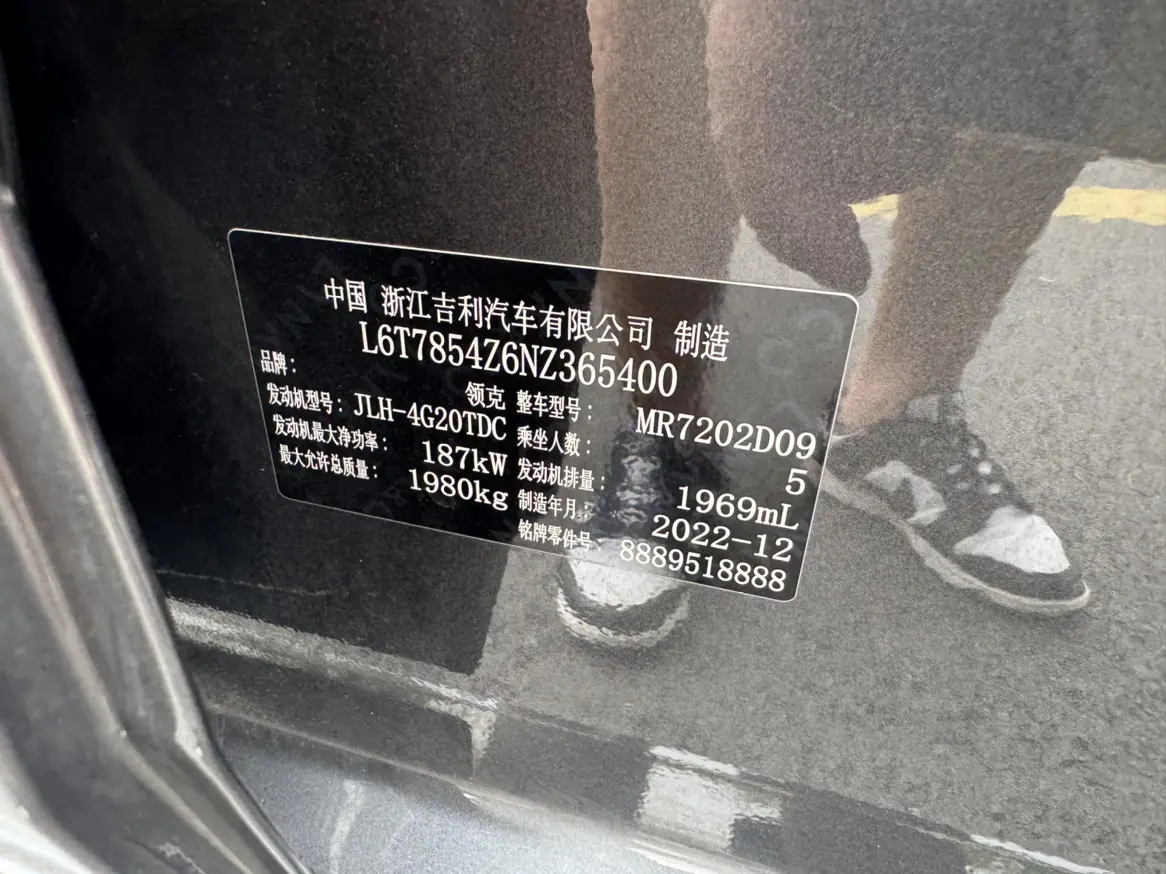 中国 浙江吉利汽车有限公司 制造
L6T7854Z6NZ365400
品牌： 领克 整车型号： MR7202D09
发动机型号： JLH-4G20TDC 乘坐人数： 5
发动机最大净功率： 187kW 发动机排量： 1969mL
最大允许总质量： 1980kg 制造年月： 2022-12
铭牌零件号： 8889518888